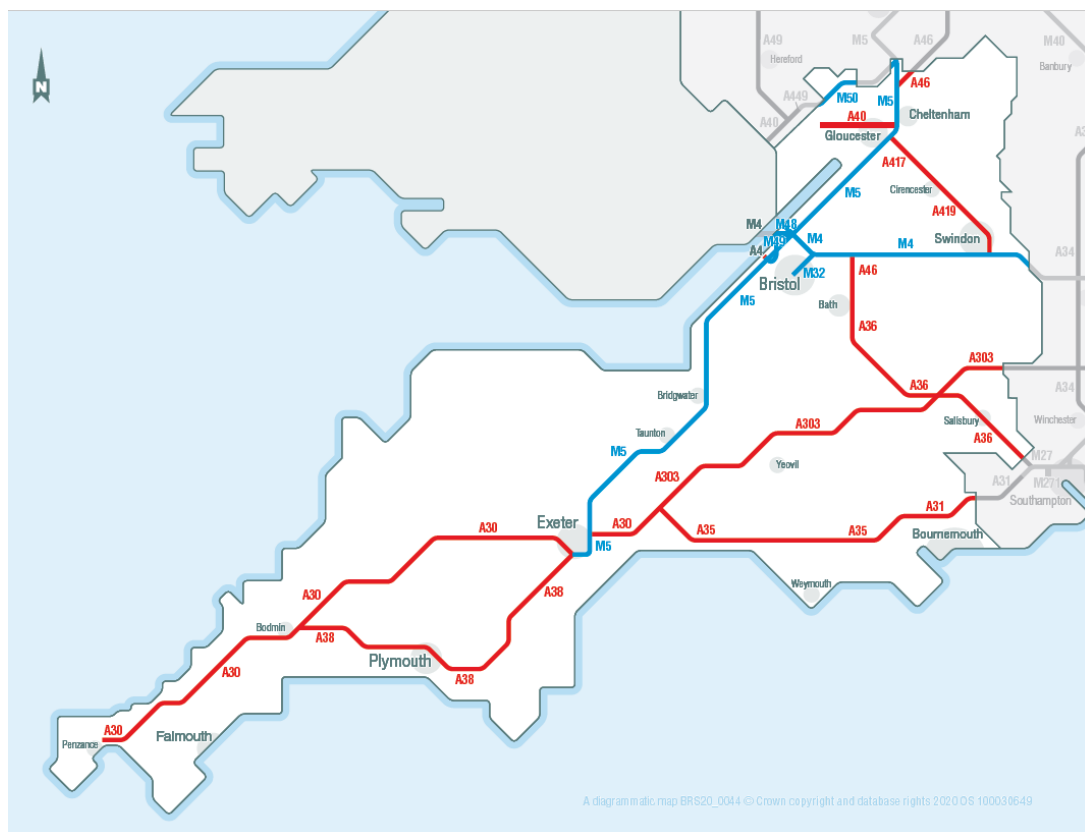 A49
M5
A46
M40
Hereford
Banbury
A46
A449
M50
M5
A40
A40
Cheltenham
Gloucester
A417
Cirencester
M5
A419
M4
M48
Swindon
M49
M4
M4
A4
A34
A46
M32
Bristol
M5
Bath
A36
A303
A36
A34
Bridgwater
Salisbury
Winchester
Taunton
A303
A36
M5
M27
Yeovil
A303
A31
M271
Southampton
A31
Exeter
A30
A30
A35
A35
Bournemouth
M5
Weymouth
A38
A30
Bodmin
A38
Plymouth
A30
A38
A30
Falmouth
Penzance
N
A diagrammatic map BRS20_0044 © Crown copyright and database rights 2020 OS 100030649